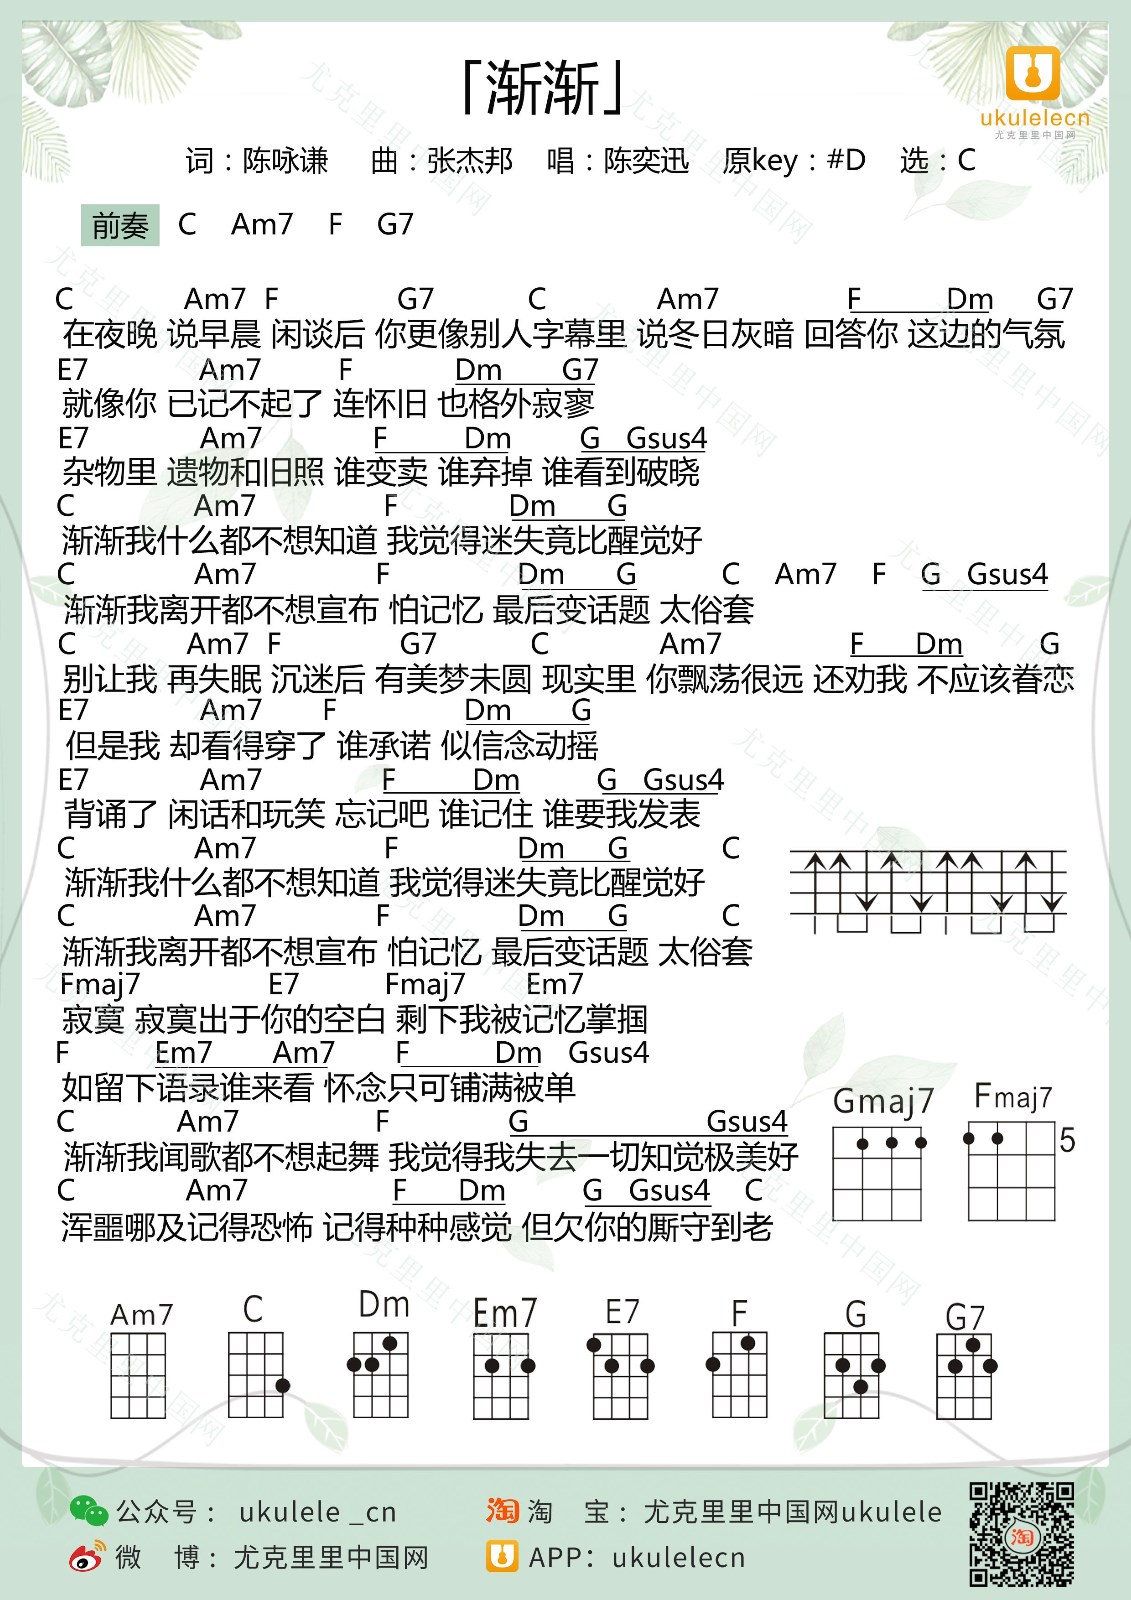 「渐渐」
ukulelecn
尤克里里中国网
词：陈咏谦 曲：张杰邦 唱：陈奕迅 原key：#D 选：C
前奏 C Am7 F G7
C Am7 F G7 C Am7 F Dm G7
在夜晚 说早晨 闲谈后 你更像别人字幕里 说冬日灰暗 回答你 这边的气氛
E7 Am7 F Dm G7
就像你 已记不起了 连怀旧 也格外寂寥
E7 Am7 F Dm G Gsus4
杂物里 遗物和旧照 谁变卖 谁弃掉 谁看到破晓
C Am7 F Dm G
渐渐我什么都不想知道 我觉得迷失竟比醒觉好
C Am7 F Dm G C Am7 F G Gsus4
渐渐我离开都不想宣布 怕记忆 最后变话题 太俗套
C Am7 F G7 C Am7 F Dm G
别让我 再失眠 沉迷后 有美梦未圆 现实里 你飘荡很远 还劝我 不应该眷恋
E7 Am7 F Dm G
但是我 却看得穿了 谁承诺 似信念动摇
E7 Am7 F Dm G Gsus4
背诵了 闲话和玩笑 忘记吧 谁记住 谁要我发表
C Am7 F Dm G C
渐渐我什么都不想知道 我觉得迷失竟比醒觉好
C Am7 F Dm G C
渐渐我离开都不想宣布 怕记忆 最后变话题 太俗套
Fmaj7 E7 Fmaj7 Em7
寂寞 寂寞出于你的空白 剩下我被记忆掌掴
F Em7 Am7 F Dm Gsus4
如留下语录谁来看 怀念只可铺满被单
C Am7 F G Gsus4
渐渐我闻歌都不想起舞 我觉得我失去一切知觉极美好
C Am7 F Dm G Gsus4 C
浑噩哪及记得恐怖 记得种种感觉 但欠你的厮守到老
Gmaj7 Fmaj7
5
Am7 C Dm Em7 E7 F G G7
公众号： ukulele _cn 淘 淘 宝：尤克里里中国网ukulele
微 博：尤克里里中国网 APP：ukulelecn
淘